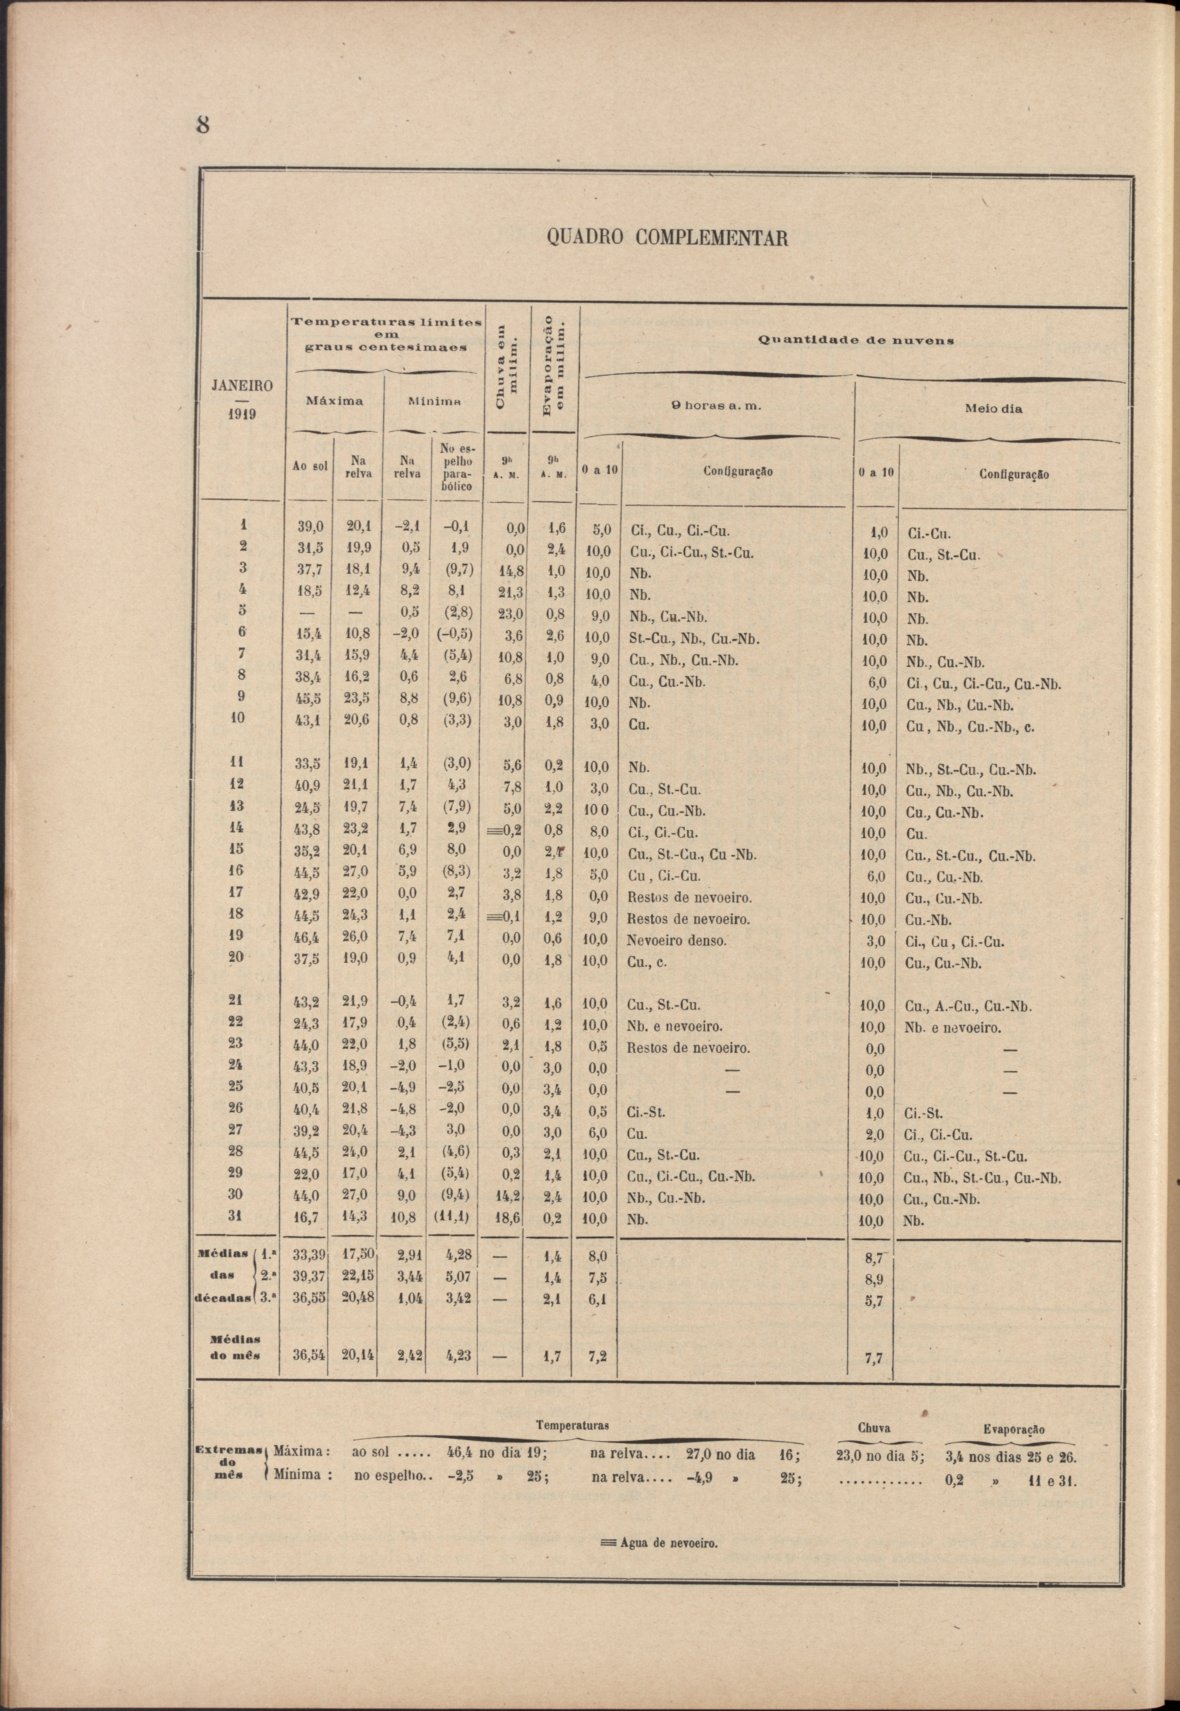 8
QUADRO COMPLEMENTAR
JANEIRO
—
1919
Temperaturas limites
em
graus centesimaes
Chuva em
milim.
Evaporação
em milim.
Quantidade de nuvens
Máxima
Mínima
9 horas a. m.
Meio dia
Ao sol
Na
relva
Na
relva
No es-
pelho
para-
bólico
9h
A. M.
9h
A. M.
0 a 10
Configuração
0 a 10
Configuração
1 39,0 20,1 –2,1 –0,1 0,0 1,6 5,0 Ci., Cu., Ci.-Cu. 1,0 Ci.-Cu.
2 31,5 19,9 0,5 1,9 0,0 2,4 10,0 Cu., Ci.-Cu., St.-Cu. 10,0 Cu., St.-Cu.
3 37,7 18,1 9,4 (9,7) 14,8 1,0 10,0 Nb. 10,0 Nb.
4 18,5 12,4 8,2 8,1 21,3 1,3 10,0 Nb. 10,0 Nb.
5 — — 0,5 (2,8) 23,0 0,8 9,0 Nb., Cu.-Nb. 10,0 Nb.
6 15,4 10,8 –2,0 (–0,5) 3,6 2,6 10,0 St.-Cu., Nb., Cu.-Nb. 10,0 Nb.
7 31,4 15,9 4,4 (5,4) 10,8 1,0 9,0 Cu., Nb., Cu.-Nb. 10,0 Nb., Cu.-Nb.
8 38,4 16,2 0,6 2,6 6,8 0,8 4,0 Cu., Cu.-Nb. 6,0 Ci., Cu., Ci.-Cu., Cu.-Nb.
9 45,5 23,5 8,8 (9,6) 10,8 0,9 10,0 Nb. 10,0 Cu., Nb., Cu.-Nb.
10 43,1 20,6 0,8 (3,3) 3,0 1,8 3,0 Cu. 10,0 Cu , Nb., Cu.-Nb., c.
11 33,5 19,1 1,4 (3,0) 5,6 0,2 10,0 Nb. 10,0 Nb., St.-Cu., Cu.-Nb.
12 40,9 21,1 1,7 4,3 7,8 1,0 3,0 Cu., St.-Cu. 10,0 Cu., Nb., Cu.-Nb.
13 24,5 19,7 7,4 (7,9) 5,0 2,2 10 0 Cu., Cu.-Nb. 10,0 Cu., Cu.-Nb.
14 43,8 23,2 1,7 2,9 ≡0,2 0,8 8,0 Ci., Ci.-Cu. 10,0 Cu.
15 35,2 20,1 6,9 8,0 0,0 10,0 Cu., St.-Cu., Cu -Nb. 10,0 Cu., St.-Cu., Cu.-Nb.
16 44,5 27,0 5,9 (8,3) 3,2 1,8 5,0 Cu , Ci.-Cu. 6,0 Cu., Cu.-Nb.
17 42,9 22,0 0,0 2,7 3,8 1,8 0,0 Restos de nevoeiro. 10,0 Cu., Cu.-Nb.
18 44,5 24,3 1,1 2,4 ≡0,1 1,2 9,0 Restos de nevoeiro. 10,0 Cu.-Nb.
19 46,4 26,0 7,4 7,1 0,0 0,6 10,0 Nevoeiro denso. 3,0 Ci., Cu , Ci.-Cu.
20 37,5 19,0 0,9 4,1 0,0 1,8 10,0 Cu., c. 10,0 Cu., Cu.-Nb.
21 43,2 21,9 –0,4 1,7 3,2 1,6 10,0 Cu., St.-Cu. 10,0 Cu., A.-Cu., Cu.-Nb.
22 24,3 17,9 0,4 (2,4) 0,6 1,2 10,0 Nb. e nevoeiro. 10,0 Nb. e nevoeiro.
23 44,0 22,0 1,8 (5,5) 2,1 1,8 0,5 Restos de nevoeiro. 0,0 —
24 43,3 18,9 –2,0 –1,0 0,0 3,0 0,0 — 0,0 —
25 40,5 20,1 –4,9 –2,5 0,0 3,4 0,0 — 0,0 —
26 40,4 21,8 –4,8 –2,0 0,0 3,4 0,5 Ci.-St. 1,0 Ci.-St.
27 39,2 20,4 –4,3 3,0 0,0 3,0 6,0 Cu. 2,0 Ci., Ci.-Cu.
28 44,5 24,0 2,1 (4,6) 0,3 2,1 10,0 Cu., St.-Cu. 10,0 Cu., Ci.-Cu., St.-Cu.
29 22,0 17,0 4,1 (5,4) 0,2 1,4 10,0 Cu., Ci.-Cu., Cu.-Nb. 10,0 Cu., Nb., St.-Cu., Cu.-Nb.
30 44,0 27,0 9,0 (9,4) 14,2 2,4 10,0 Nb., Cu.-Nb. 10,0 Cu., Cu.-Nb.
31 16,7 14,3 10,8 (11,1) 18,6 0,2 10,0 Nb. 10,0 Nb.
Médias 1.ª 33,39 17,50 2,91 4,28 — 1,4 8,0 8,7
das 2.ª 39,37 22,15 3,44 5,07 — 1,4 7,5 8,9
décadas 3.ª 36,55 20,48 1,04 3,42 — 2,1 6,1 5,7
Médias
do mês 36,54 20,14 2,42 4,23 — 1,7 7,2 7,7
Temperaturas Chuva Evaporação
Extremas
do
mês
Máxima: ao sol ..... 46,4 no dia 19; na relva.... 27,0 no dia 16; 23,0 no dia 5; 3,4 nos dias 25 e 26.
Mínima : no espelho.. –2,5 » 25; na relva.... –4,9 » 25; ............ 0,2 » 11 e 31.
≡ Agua de nevoeiro.